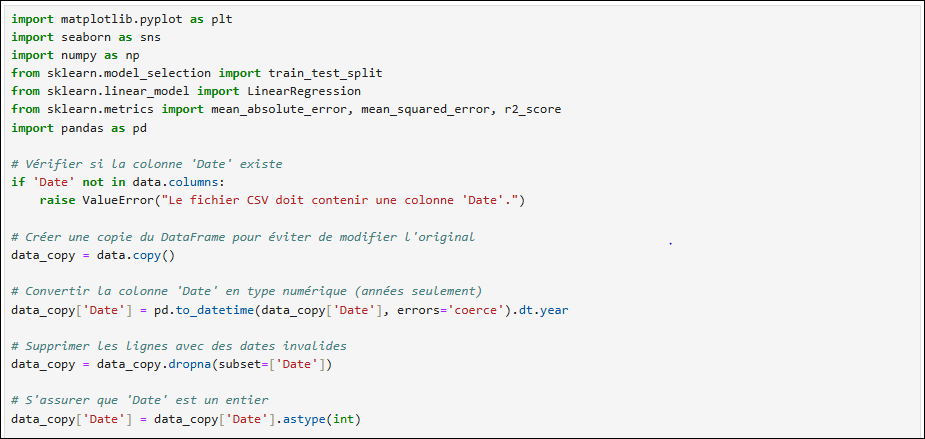 import matplotlib.pyplot as plt
import seaborn as sns
import numpy as np
from sklearn.model_selection import train_test_split
from sklearn.linear_model import LinearRegression
from sklearn.metrics import mean_absolute_error, mean_squared_error, r2_score
import pandas as pd

# Vérifier si la colonne 'Date' existe
if 'Date' not in data.columns:
    raise ValueError("Le fichier CSV doit contenir une colonne 'Date'.")

# Créer une copie du DataFrame pour éviter de modifier l'original
data_copy = data.copy()

# Convertir la colonne 'Date' en type numérique (années seulement)
data_copy['Date'] = pd.to_datetime(data_copy['Date'], errors='coerce').dt.year

# Supprimer les lignes avec des dates invalides
data_copy = data_copy.dropna(subset=['Date'])

# S'assurer que 'Date' est un entier
data_copy['Date'] = data_copy['Date'].astype(int)